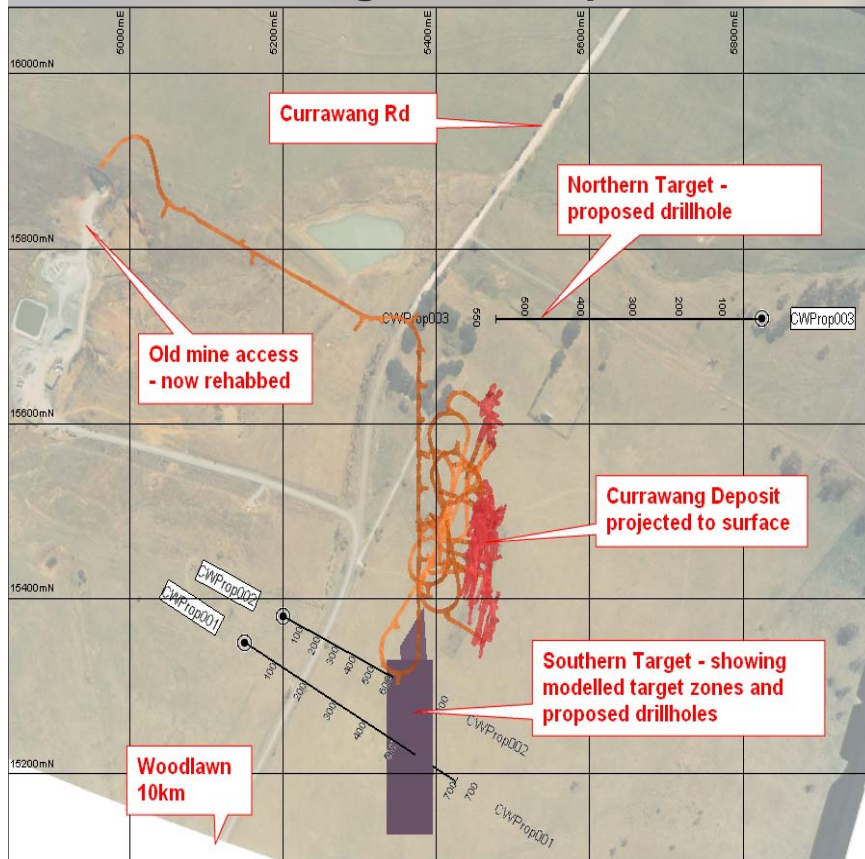 5000mE
5200mE
5400mE
5600mE
5800mE
16000mN
Currawang Rd
Northern Target -
proposed drillhole
15800mN
CWProp003
550
500
400
300
200
100
CWProp003
Old mine access
- now rehabbed
15600mN
Currawang Deposit
projected to surface
15400mN
CWProp002
CWProp001
100
200
300
400
500
600
100
200
300
400
Southern Target - showing
modelled target zones and
proposed drillholes
CWProp002
15200mN
Woodlawn
10km
700
700
CWProp001